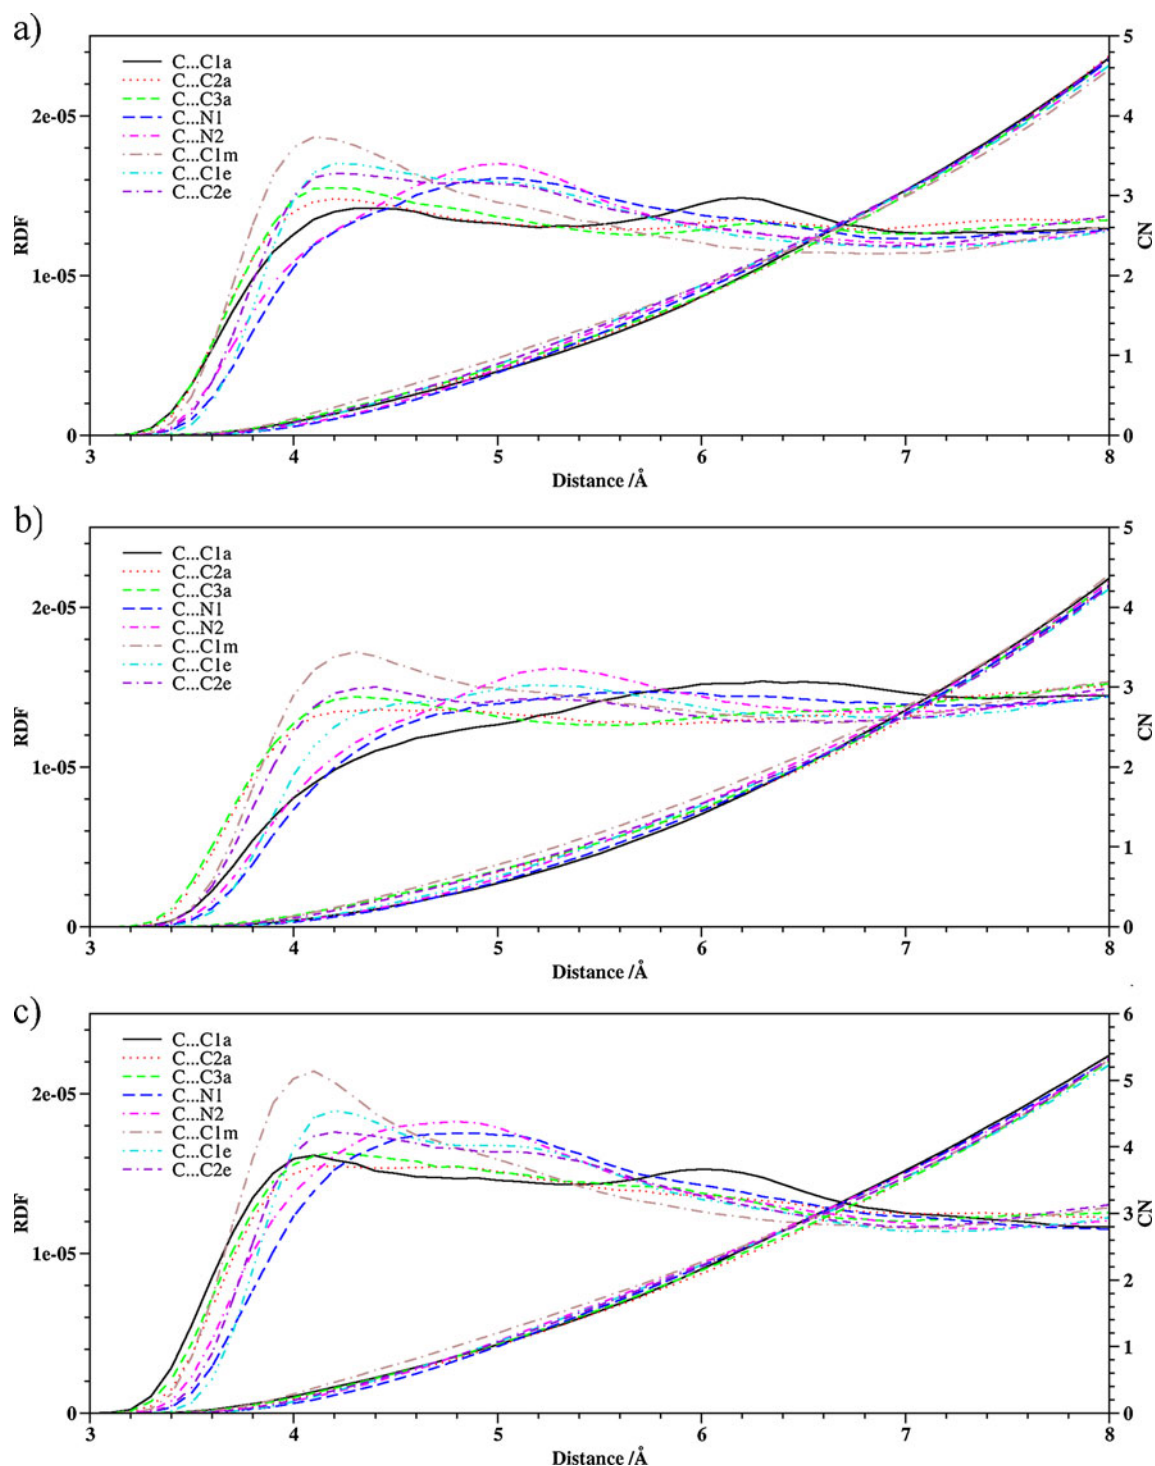 a)
C...C1a
C...C2a
C...C3a
C...N1
C...N2
C...C1m
C...C1e
C...C2e
2e-05
1e-05
0
RDF
5
4
3
2
1
0
CN
3 4 5 6 7 8
Distance /Å
b)
C...C1a
C...C2a
C...C3a
C...N1
C...N2
C...C1m
C...C1e
C...C2e
2e-05
1e-05
0
RDF
5
4
3
2
1
0
CN
3 4 5 6 7 8
Distance /Å
c)
C...C1a
C...C2a
C...C3a
C...N1
C...N2
C...C1m
C...C1e
C...C2e
2e-05
1e-05
0
RDF
6
5
4
3
2
1
0
CN
3 4 5 6 7 8
Distance /Å